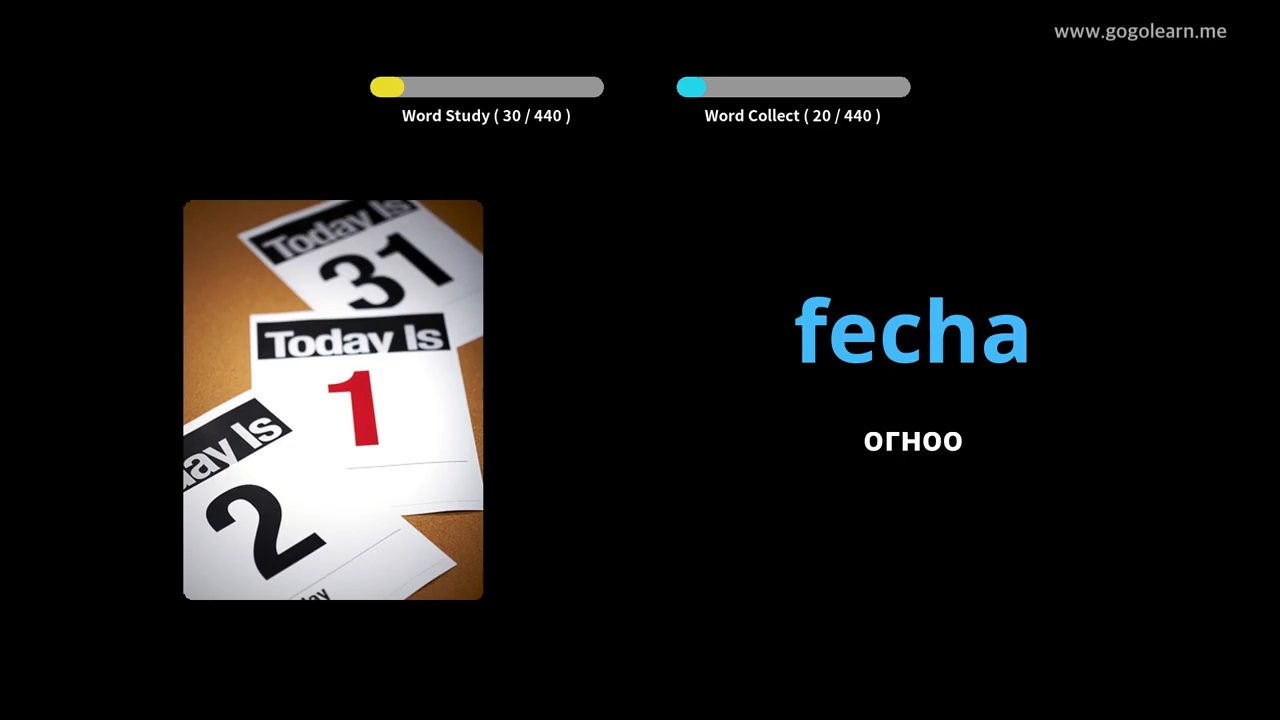 www.gogolearn.me
Word Study ( 30 / 440 )
Word Collect ( 20 / 440 )
Today Is
31
Today Is
1
ay Is
2
fecha
огноо